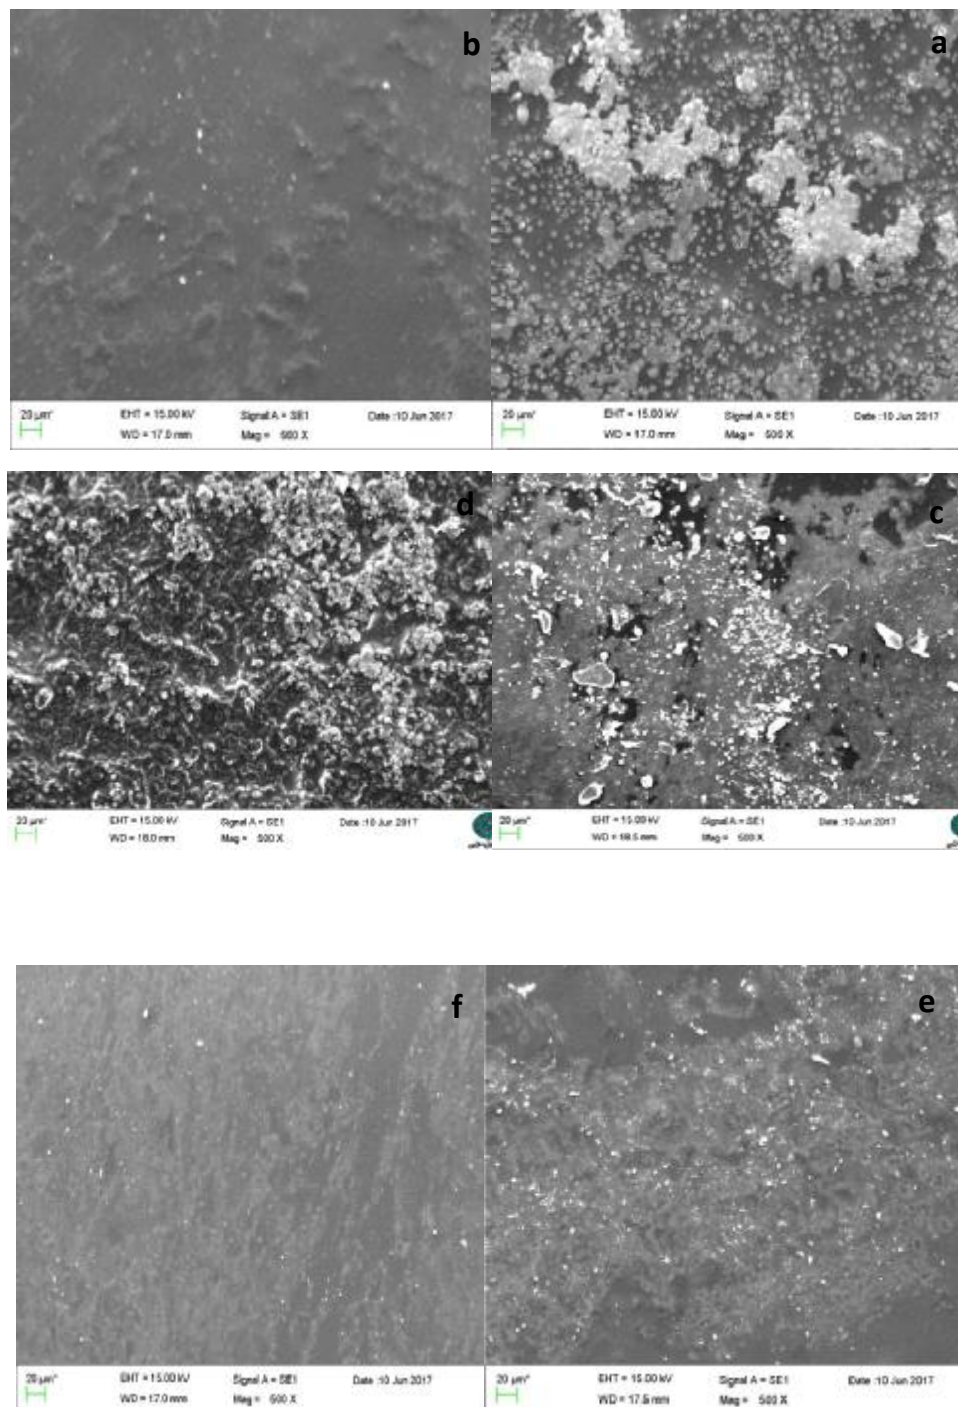 b
a
20 µm* EHT = 15.00 kV Signal A = SE1 Date :10 Jun 2017
WD = 17.0 mm Mag = 500 X
20 µm* EHT = 15.00 kV Signal A = SE1 Date :10 Jun 2017
WD = 17.0 mm Mag = 500 X
d
c
20 µm* EHT = 15.00 kV Signal A = SE1 Date :10 Jun 2017
WD = 18.0 mm Mag = 500 X
20 µm* EHT = 15.00 kV Signal A = SE1 Date :10 Jun 2017
WD = 18.5 mm Mag = 500 X
f
e
20 µm* EHT = 15.00 kV Signal A = SE1 Date :10 Jun 2017
WD = 17.0 mm Mag = 500 X
20 µm* EHT = 15.00 kV Signal A = SE1 Date :10 Jun 2017
WD = 17.5 mm Mag = 500 X